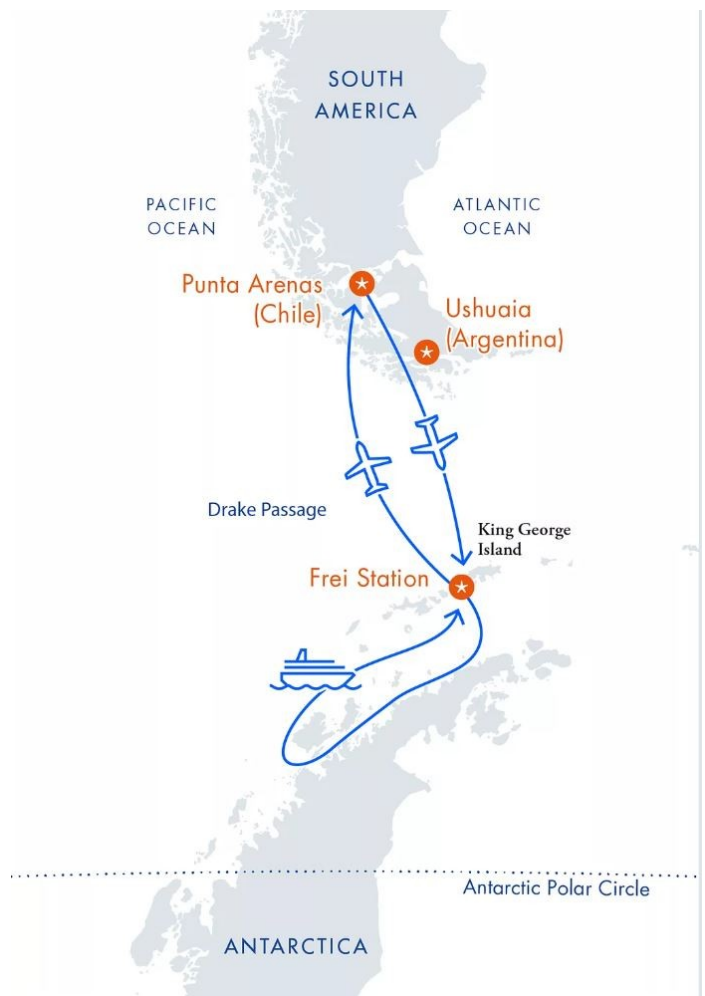 SOUTH
AMERICA
PACIFIC
OCEAN
ATLANTIC
OCEAN
Punta Arenas
(Chile)
Ushuaia
(Argentina)
Drake Passage
King George
Island
Frei Station
Antarctic Polar Circle
ANTARCTICA